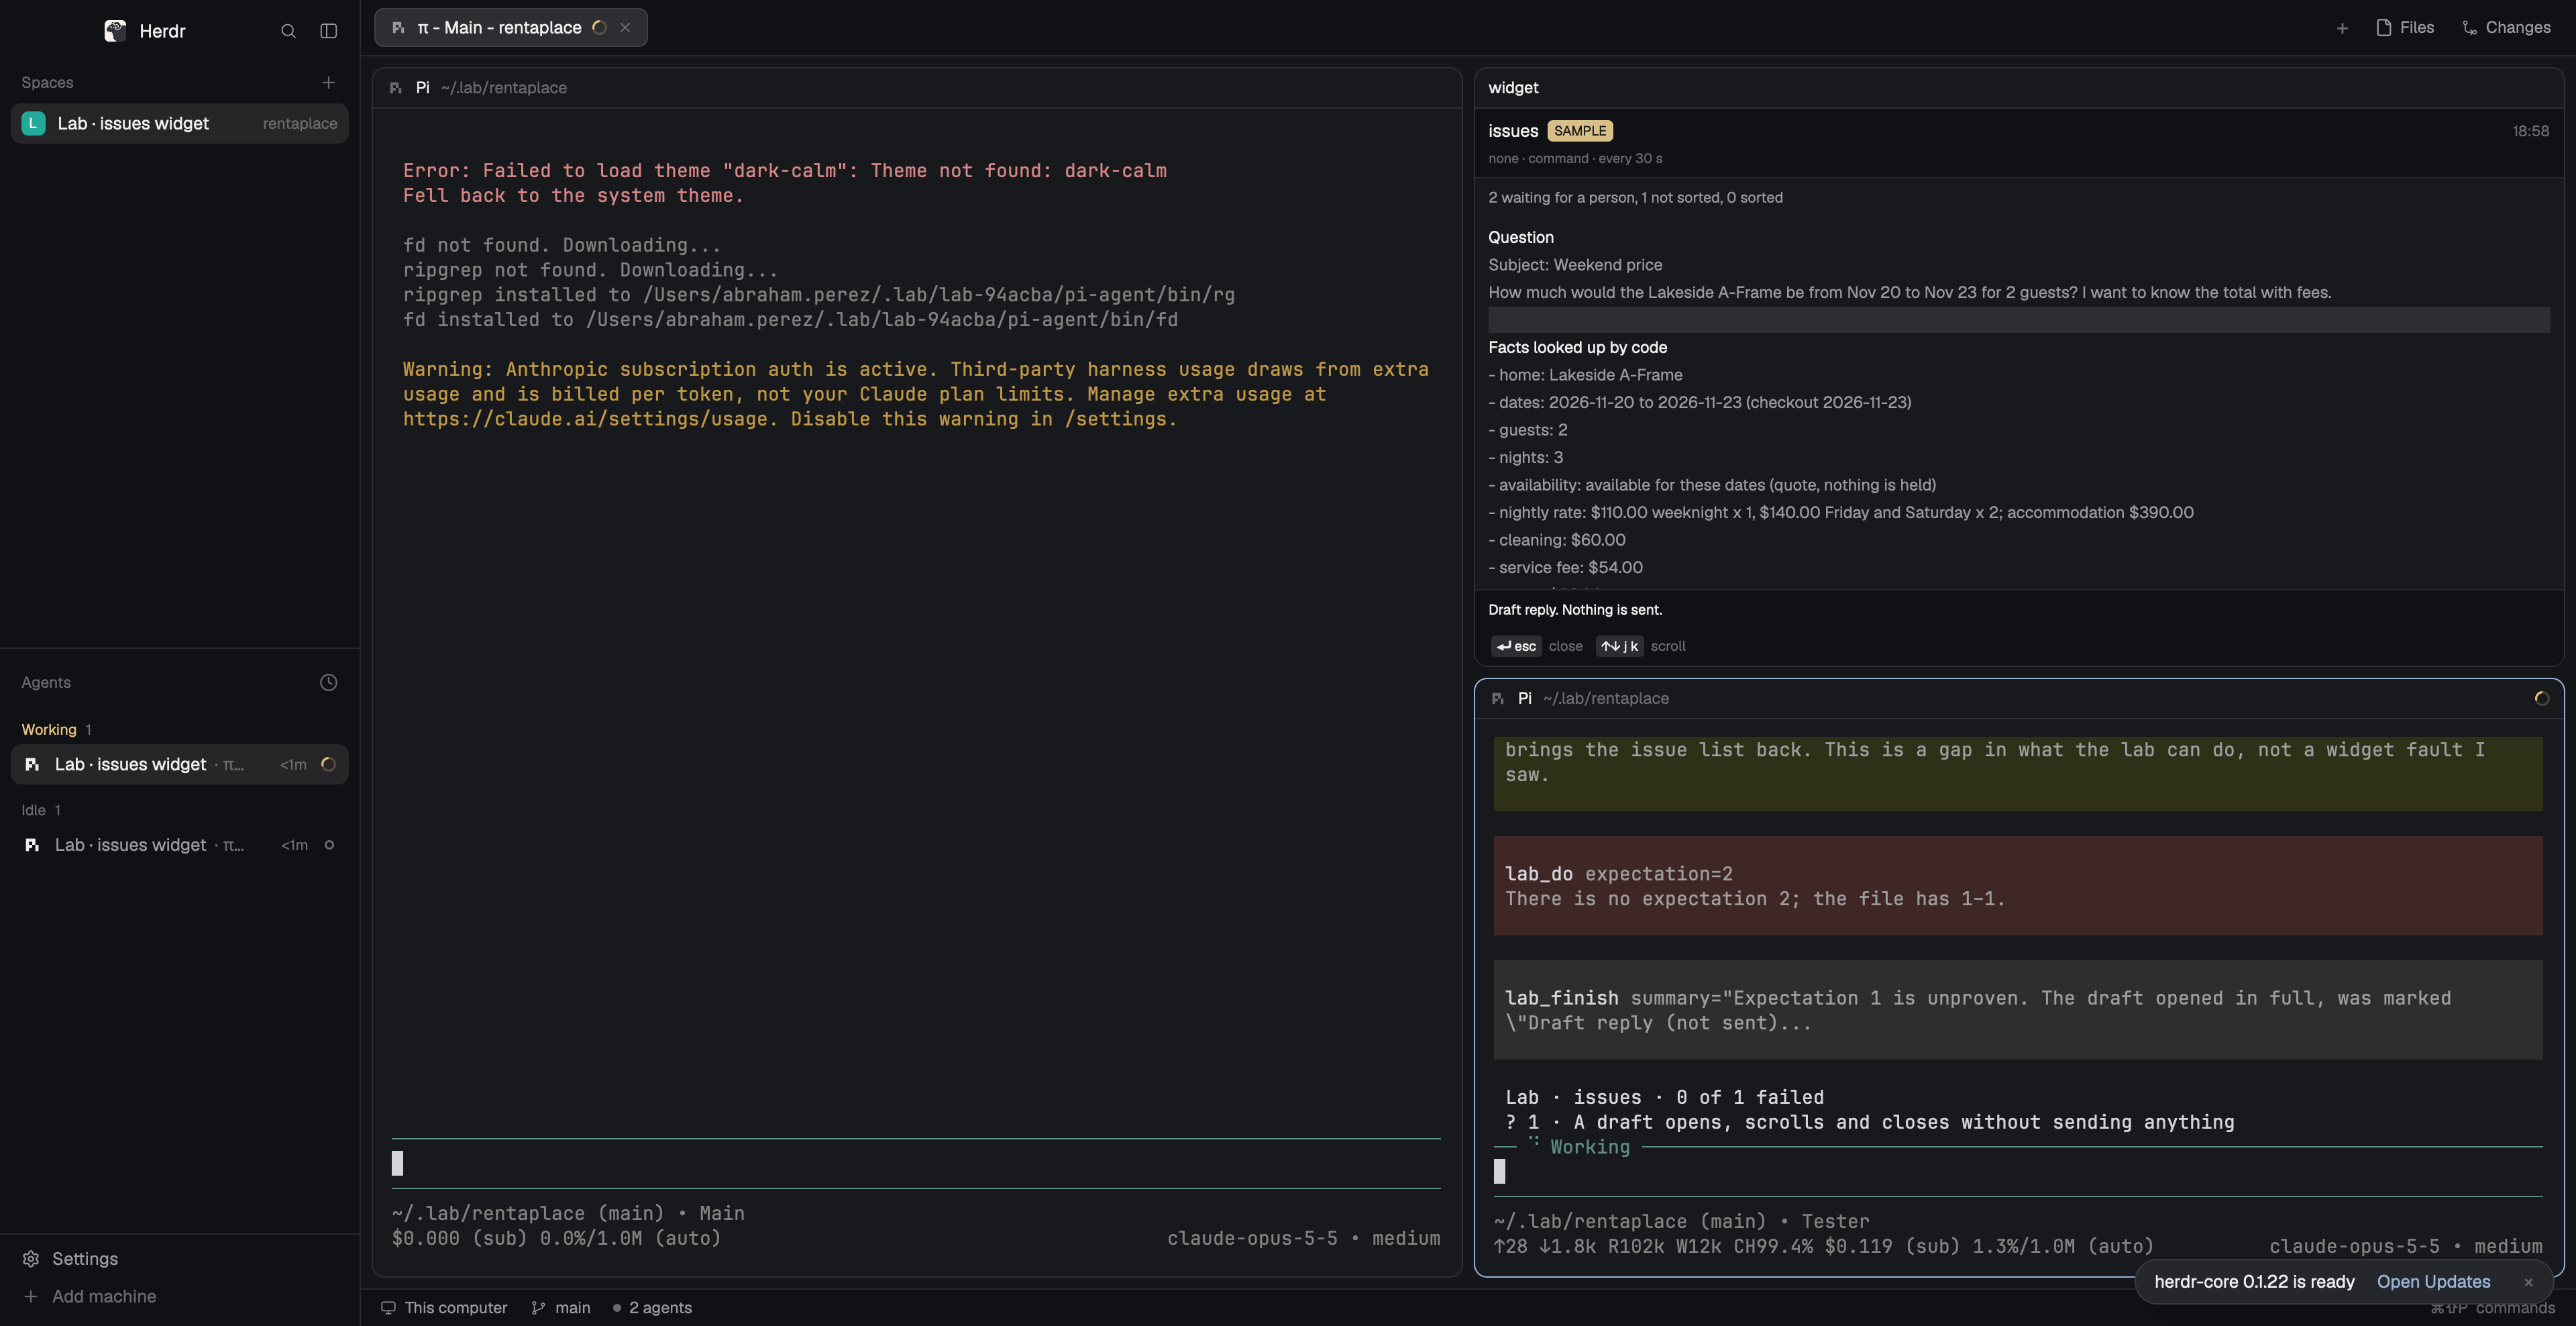 Herdr
Spaces
L Lab · issues widget rentaplace
Agents
Working 1
Lab · issues widget · π... <1m
Idle 1
Lab · issues widget · π... <1m
Settings
+ Add machine
π - Main - rentaplace ×
+ Files Changes
Pi ~/.lab/rentaplace
Error: Failed to load theme "dark-calm": Theme not found: dark-calm
Fell back to the system theme.
fd not found. Downloading...
ripgrep not found. Downloading...
ripgrep installed to /Users/abraham.perez/.lab/lab-94acba/pi-agent/bin/rg
fd installed to /Users/abraham.perez/.lab/lab-94acba/pi-agent/bin/fd
Warning: Anthropic subscription auth is active. Third-party harness usage draws from extra
usage and is billed per token, not your Claude plan limits. Manage extra usage at
https://claude.ai/settings/usage. Disable this warning in /settings.
~/.lab/rentaplace (main) • Main
$0.000 (sub) 0.0%/1.0M (auto) claude-opus-5-5 • medium
widget
issues SAMPLE 18:58
none · command · every 30 s
2 waiting for a person, 1 not sorted, 0 sorted
Question
Subject: Weekend price
How much would the Lakeside A-Frame be from Nov 20 to Nov 23 for 2 guests? I want to know the total with fees.
Facts looked up by code
- home: Lakeside A-Frame
- dates: 2026-11-20 to 2026-11-23 (checkout 2026-11-23)
- guests: 2
- nights: 3
- availability: available for these dates (quote, nothing is held)
- nightly rate: $110.00 weeknight x 1, $140.00 Friday and Saturday x 2; accommodation $390.00
- cleaning: $60.00
- service fee: $54.00
Draft reply. Nothing is sent.
↵ esc close ↑↓ j k scroll
Pi ~/.lab/rentaplace
brings the issue list back. This is a gap in what the lab can do, not a widget fault I
saw.
lab_do expectation=2
There is no expectation 2; the file has 1–1.
lab_finish summary="Expectation 1 is unproven. The draft opened in full, was marked
\"Draft reply (not sent)...
Lab · issues · 0 of 1 failed
? 1 · A draft opens, scrolls and closes without sending anything
Working
~/.lab/rentaplace (main) • Tester
↑28 ↓1.8k R102k W12k CH99.4% $0.119 (sub) 1.3%/1.0M (auto) claude-opus-5-5 • medium
herdr-core 0.1.22 is ready Open Updates ×
This computer main 2 agents
commands